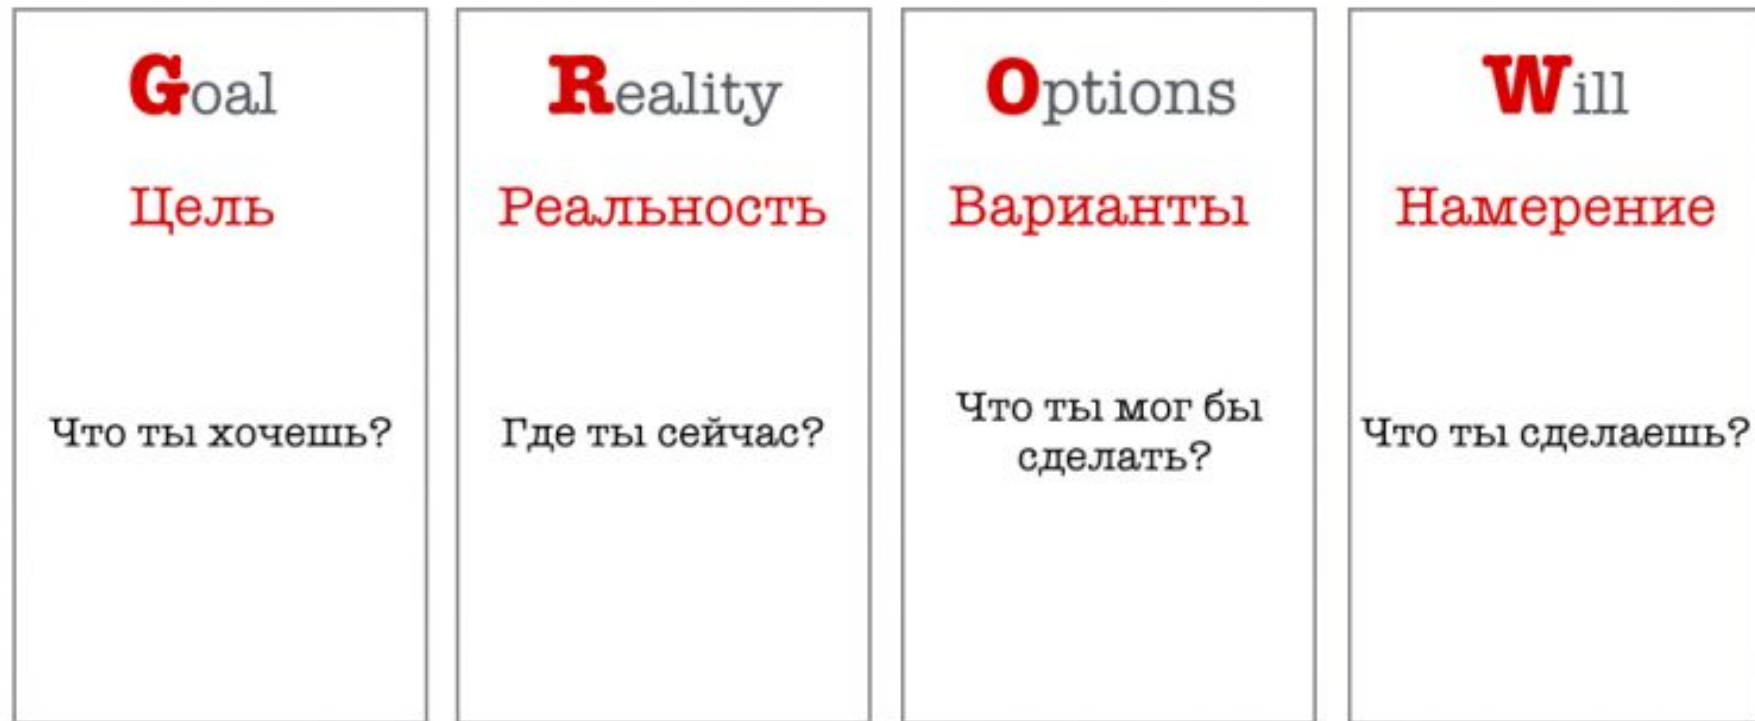 Goal
Цель
Что ты хочешь?
Reality
Реальность
Где ты сейчас?
Options
Варианты
Что ты мог бы
сделать?
Will
Намерение
Что ты сделаешь?